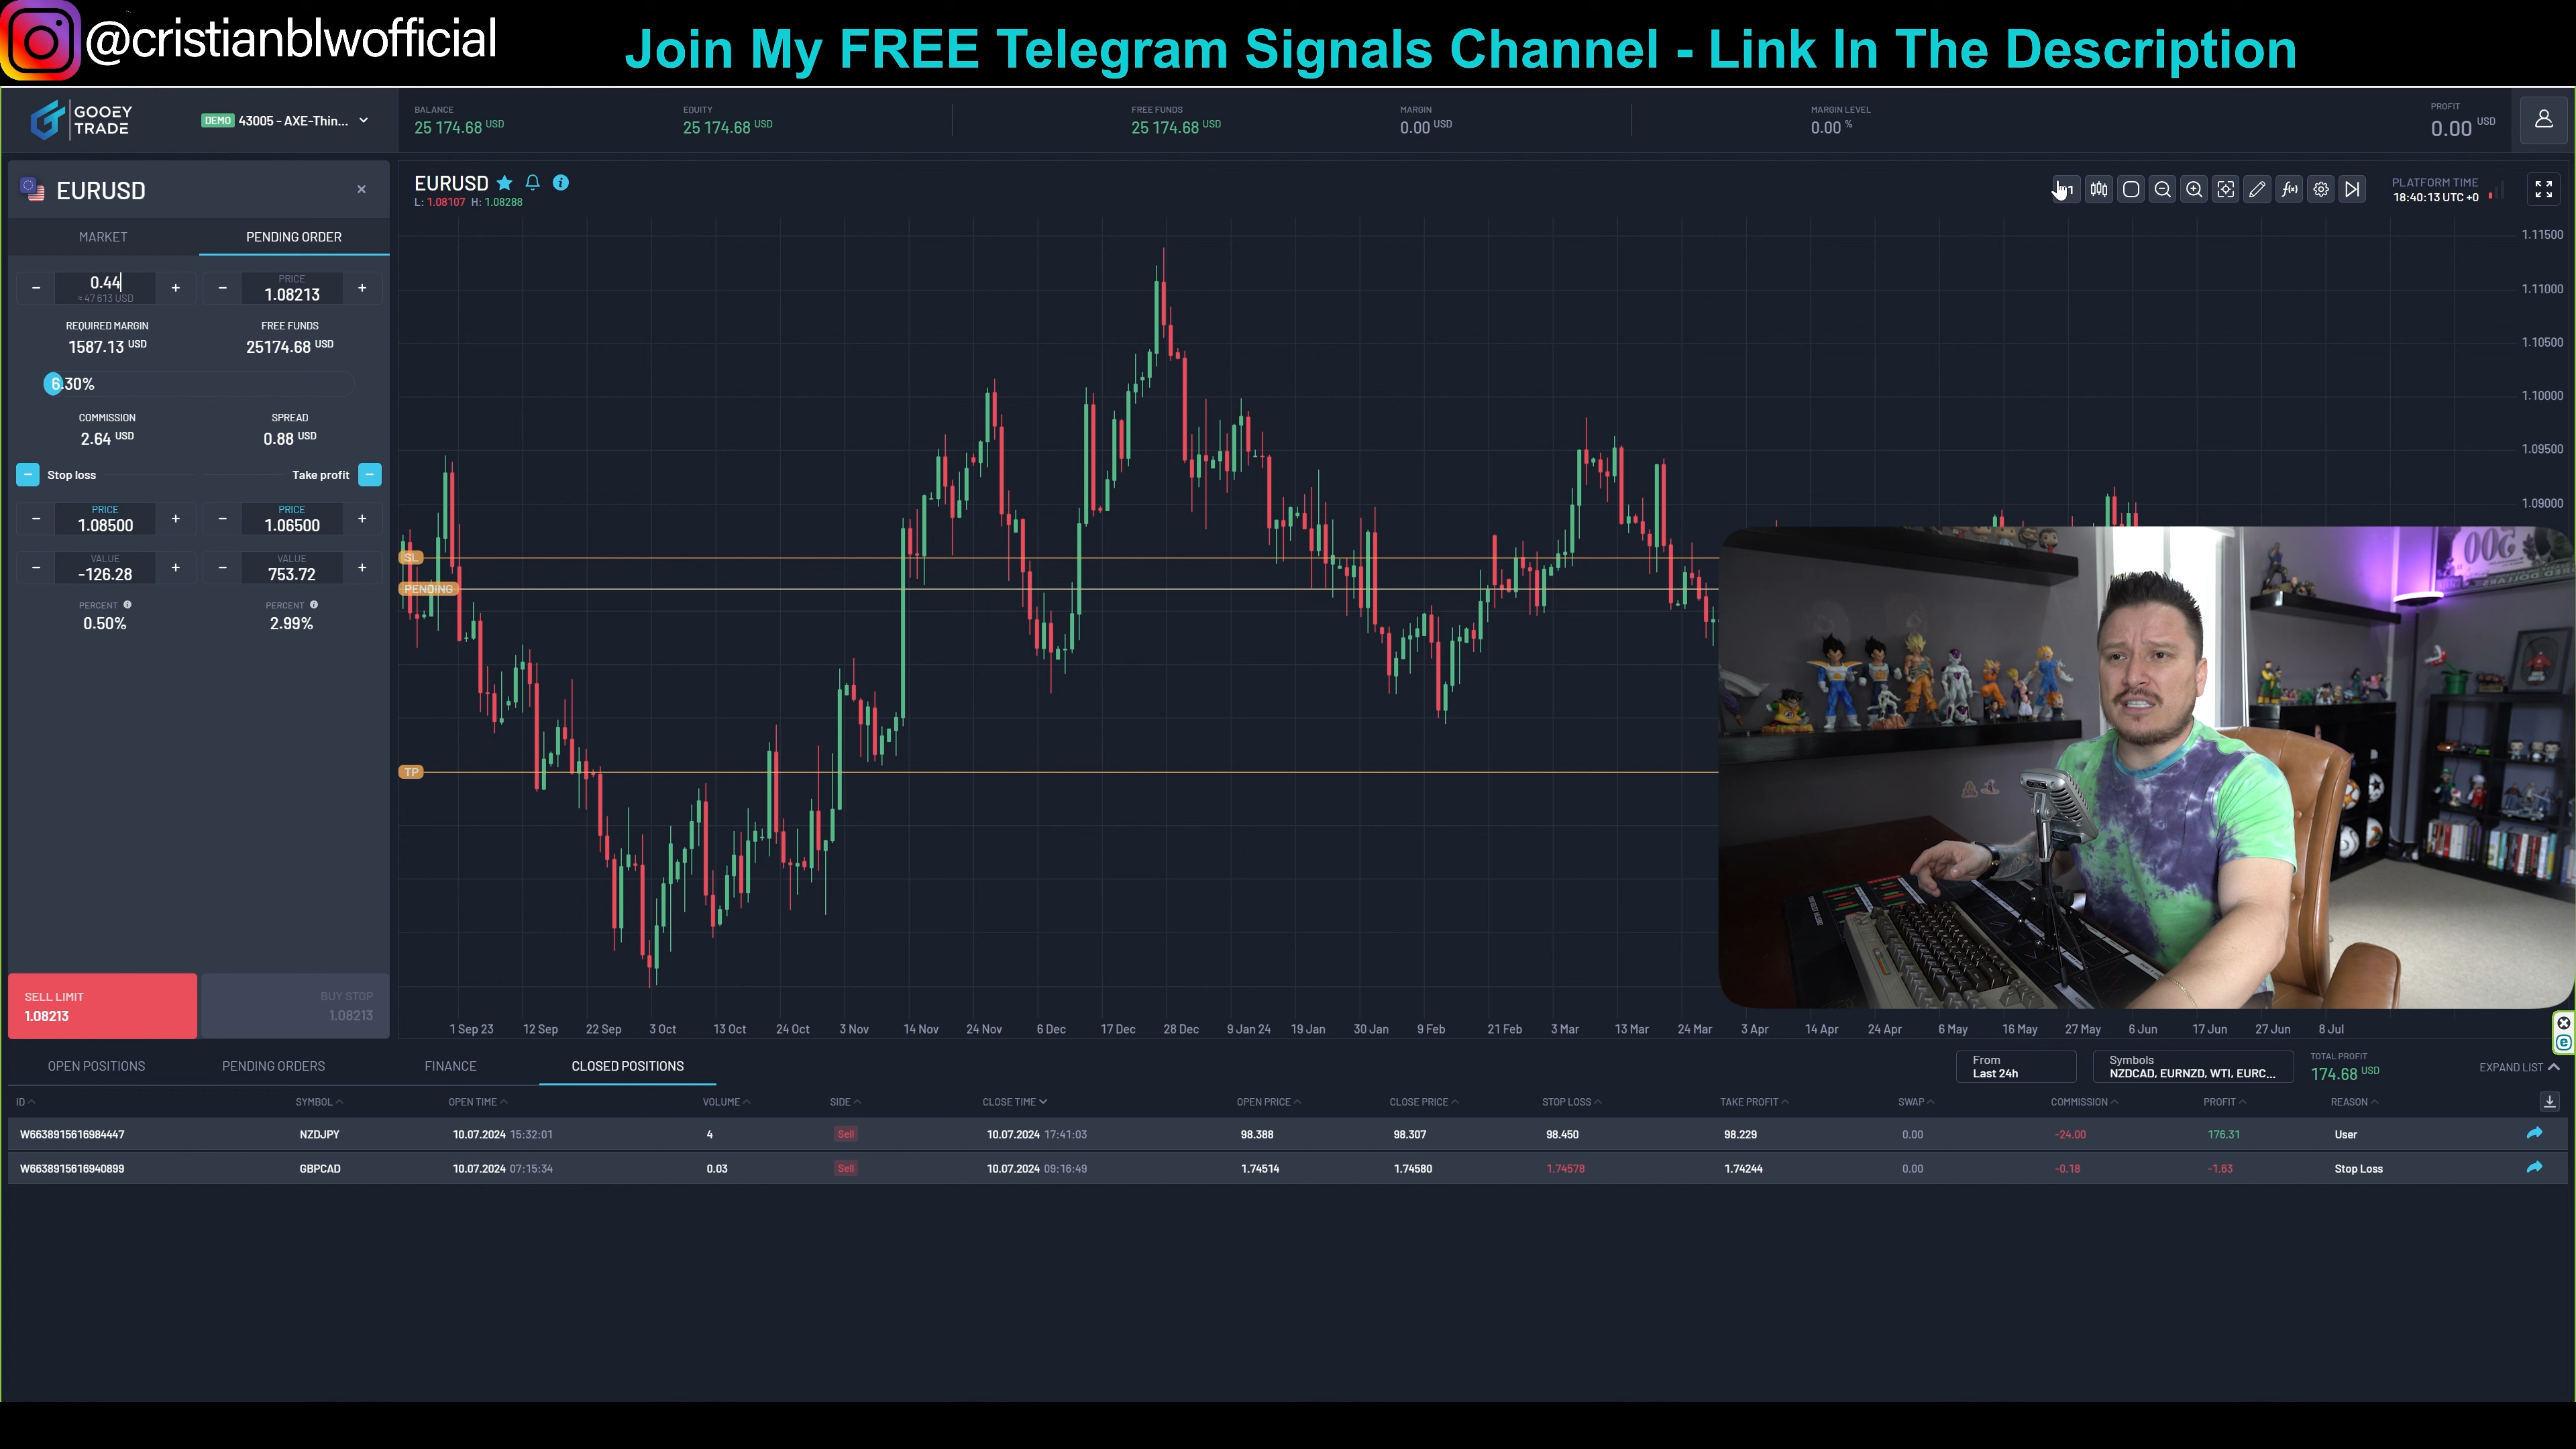 @cristianblwofficial
Join My FREE Telegram Signals Channel - Link In The Description
GOOEY
TRADE
DEMO 43005 - AXE-Thin...
BALANCE
25 174.68 USD
EQUITY
25 174.68 USD
FREE FUNDS
25 174.68 USD
MARGIN
0.00 USD
MARGIN LEVEL
0.00 %
PROFIT
0.00 USD
EURUSD
MARKET
PENDING ORDER
0.44
≈ 47 613 USD
PRICE
1.08213
REQUIRED MARGIN
1587.13 USD
FREE FUNDS
25174.68 USD
6.30%
COMMISSION
2.64 USD
SPREAD
0.88 USD
Stop loss
Take profit
PRICE
1.08500
PRICE
1.06500
VALUE
-126.28
VALUE
753.72
PERCENT
0.50%
PERCENT
2.99%
SELL LIMIT
1.08213
BUY STOP
1.08213
EURUSD
L: 1.08107 H: 1.08288
PLATFORM TIME
18:40:13 UTC +0
1.11500
1.11000
1.10500
1.10000
1.09500
1.09000
SL
PENDING
TP
1 Sep 23 12 Sep 22 Sep 3 Oct 13 Oct 24 Oct 3 Nov 14 Nov 24 Nov 6 Dec 17 Dec 28 Dec 9 Jan 24 19 Jan 30 Jan 9 Feb 21 Feb 3 Mar 13 Mar 24 Mar 3 Apr 14 Apr 24 Apr 6 May 16 May 27 May 6 Jun 17 Jun 27 Jun 8 Jul
OPEN POSITIONS
PENDING ORDERS
FINANCE
CLOSED POSITIONS
From
Last 24h
Symbols
NZDCAD, EURNZD, WTI, EURC...
TOTAL PROFIT
174.68 USD
EXPAND LIST
ID SYMBOL OPEN TIME VOLUME SIDE CLOSE TIME OPEN PRICE CLOSE PRICE STOP LOSS TAKE PROFIT SWAP COMMISSION PROFIT REASON
W6638915616984447 NZDJPY 10.07.2024 15:32:01 4 Sell 10.07.2024 17:41:03 98.388 98.307 98.450 98.229 0.00 -24.00 176.31 User
W6638915616940899 GBPCAD 10.07.2024 07:15:34 0.03 Sell 10.07.2024 09:16:49 1.74514 1.74580 1.74578 1.74244 0.00 -0.18 -1.63 Stop Loss